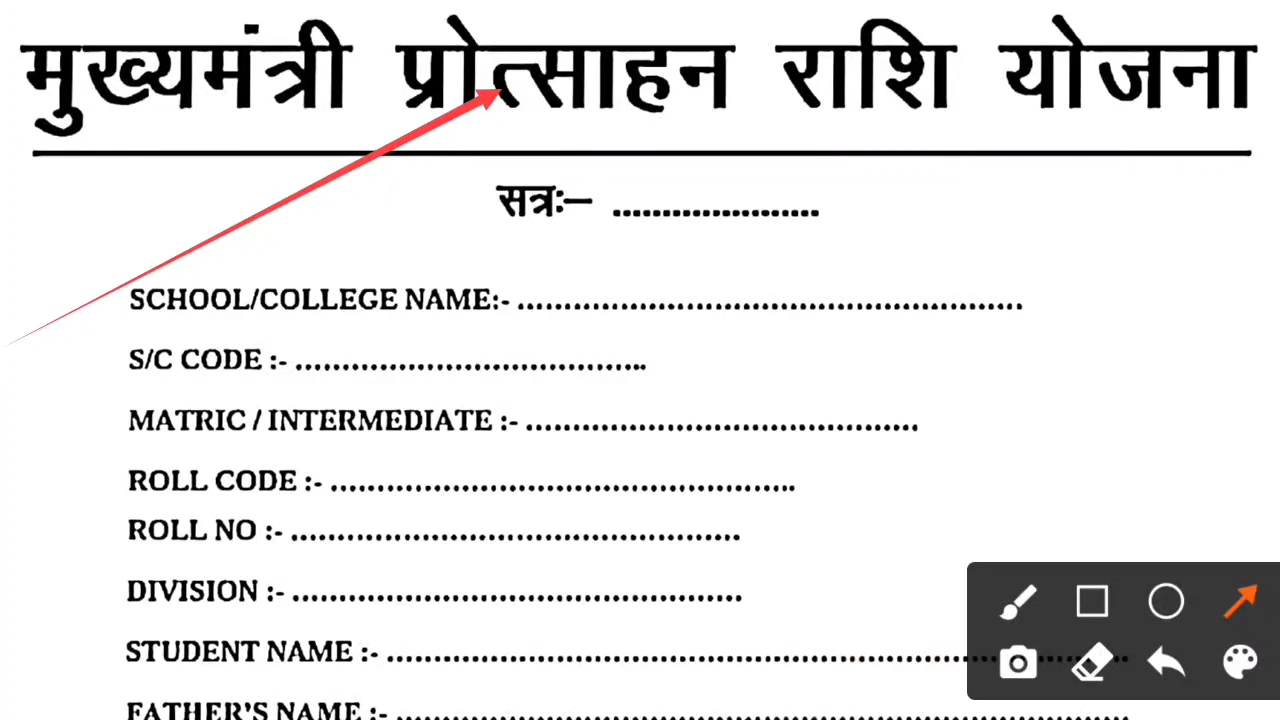 मुख्यमंत्री प्रोत्साहन राशि योजना
सत्रः– .....................
SCHOOL/COLLEGE NAME:- ......................................................
S/C CODE :- .....................................
MATRIC / INTERMEDIATE :- ..........................................
ROLL CODE :- ..................................................
ROLL NO :- ................................................
DIVISION :- ................................................
STUDENT NAME :- ................................................................................
FATHER'S NAME :- ...............................................................................